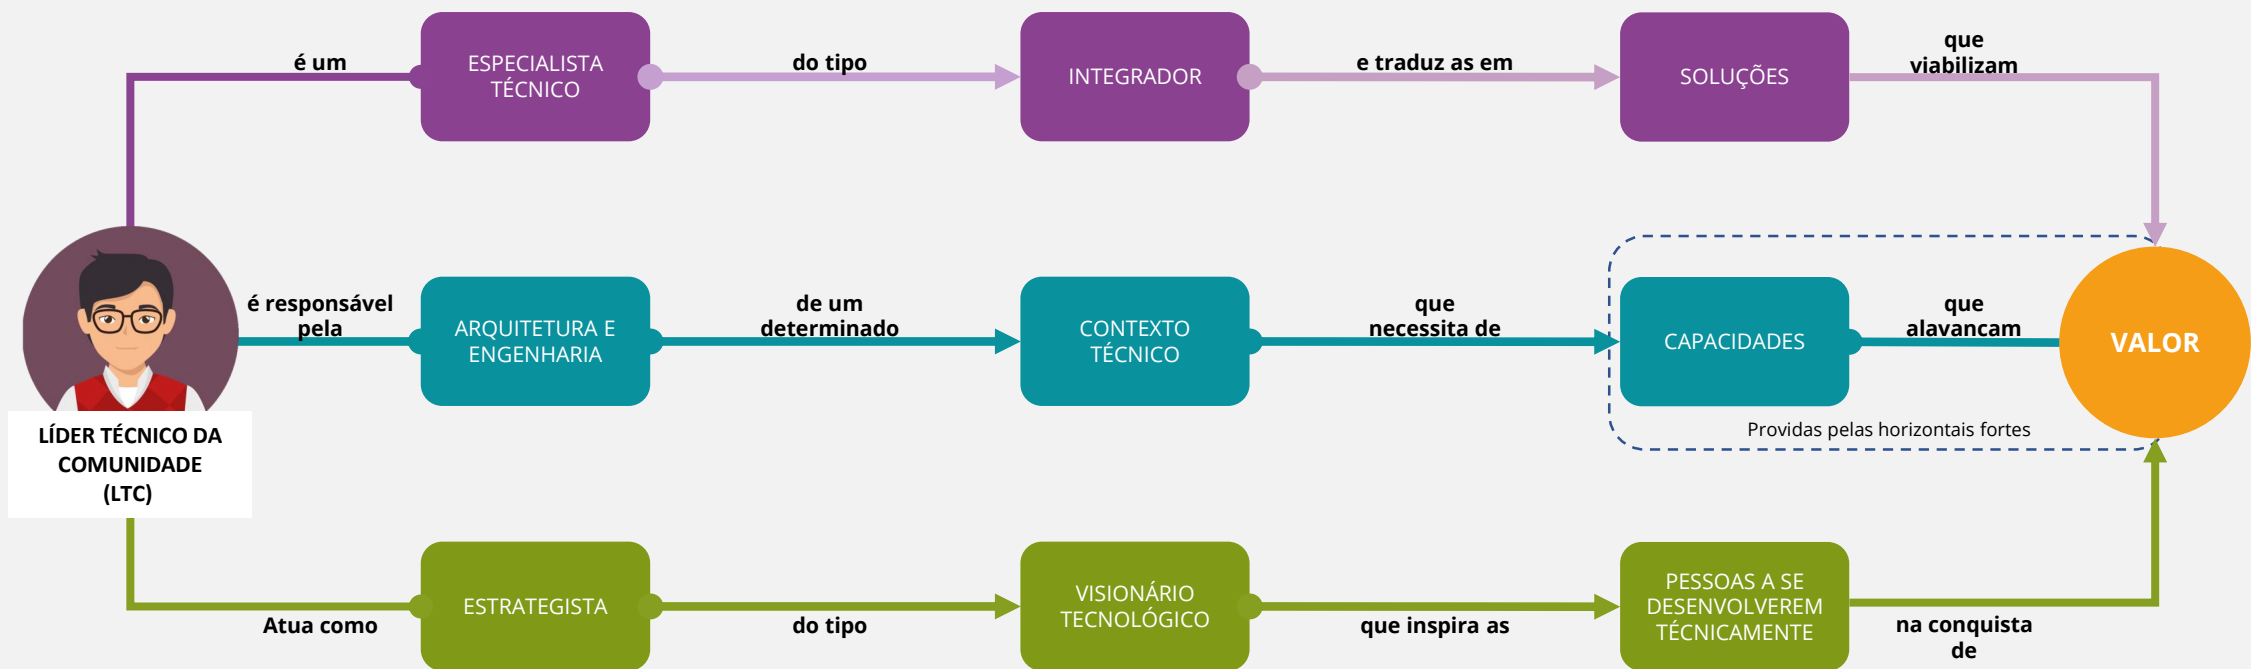 é um
ESPECIALISTA
TÉCNICO
do tipo
INTEGRADOR
e traduz as em
SOLUÇÕES
que
viabilizam
LÍDER TÉCNICO DA
COMUNIDADE
(LTC)
é responsável
pela
ARQUITETURA E
ENGENHARIA
de um
determinado
CONTEXTO
TÉCNICO
que
necessita de
CAPACIDADES
que
alavancam
VALOR
Providas pelas horizontais fortes
Atua como
ESTRATEGISTA
do tipo
VISIONÁRIO
TECNOLÓGICO
que inspira as
PESSOAS A SE
DESENVOLVEREM
TÉCNICAMENTE
na conquista
de